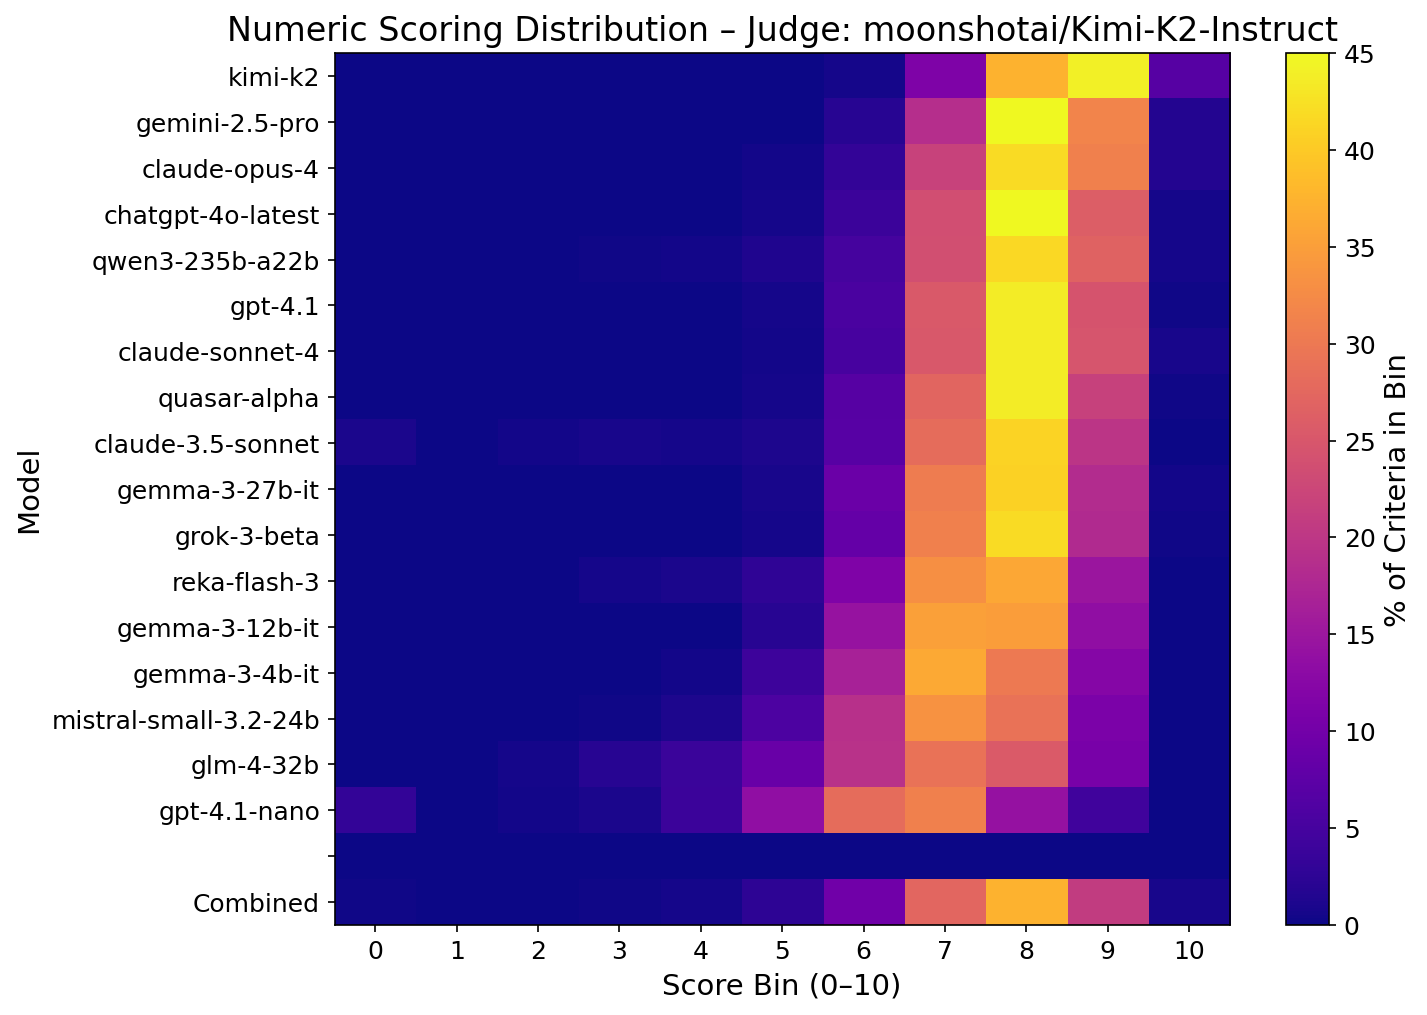 Numeric Scoring Distribution – Judge: moonshotai/Kimi-K2-Instruct
Model
kimi-k2
gemini-2.5-pro
claude-opus-4
chatgpt-4o-latest
qwen3-235b-a22b
gpt-4.1
claude-sonnet-4
quasar-alpha
claude-3.5-sonnet
gemma-3-27b-it
grok-3-beta
reka-flash-3
gemma-3-12b-it
gemma-3-4b-it
mistral-small-3.2-24b
glm-4-32b
gpt-4.1-nano
Combined
0 1 2 3 4 5 6 7 8 9 10
Score Bin (0–10)
45
40
35
30
25
20
15
10
5
0
% of Criteria in Bin